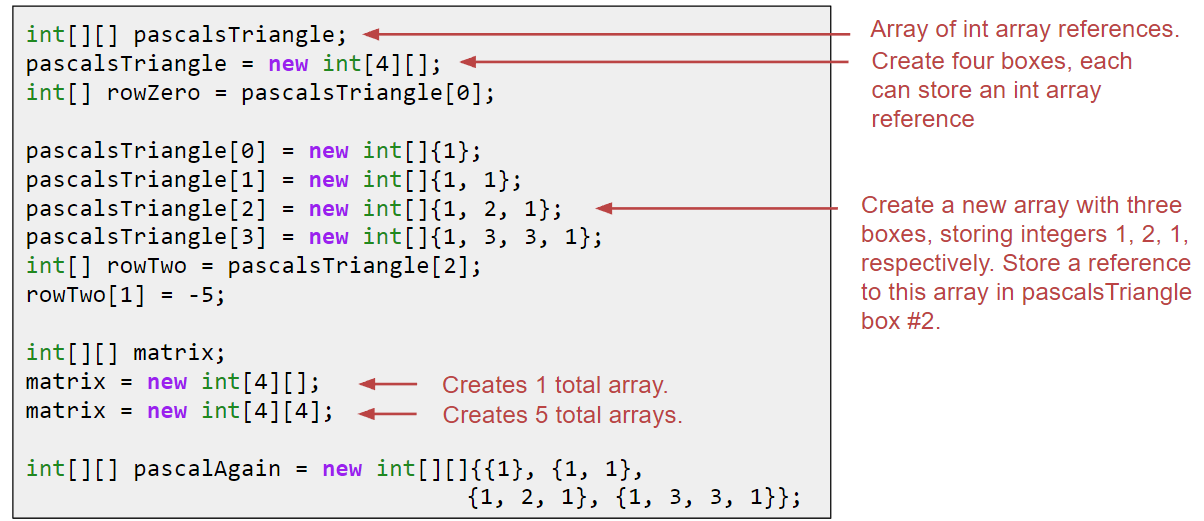 int[][] pascalsTriangle;
pascalsTriangle = new int[4][];
int[] rowZero = pascalsTriangle[0];
pascalsTriangle[0] = new int[]{1};
pascalsTriangle[1] = new int[]{1, 1};
pascalsTriangle[2] = new int[]{1, 2, 1};
pascalsTriangle[3] = new int[]{1, 3, 3, 1};
int[] rowTwo = pascalsTriangle[2];
rowTwo[1] = -5;
int[][] matrix;
matrix = new int[4][];
Creates 1 total array.
matrix = new int[4][4];
Creates 5 total arrays.
int[][] pascalAgain = new int[][]{{1}, {1, 1},
{1, 2, 1}, {1, 3, 3, 1}};
Array of int array references.
Create four boxes, each
can store an int array
reference
Create a new array with three
boxes, storing integers 1, 2, 1,
respectively. Store a reference
to this array in pascalsTriangle
box #2.